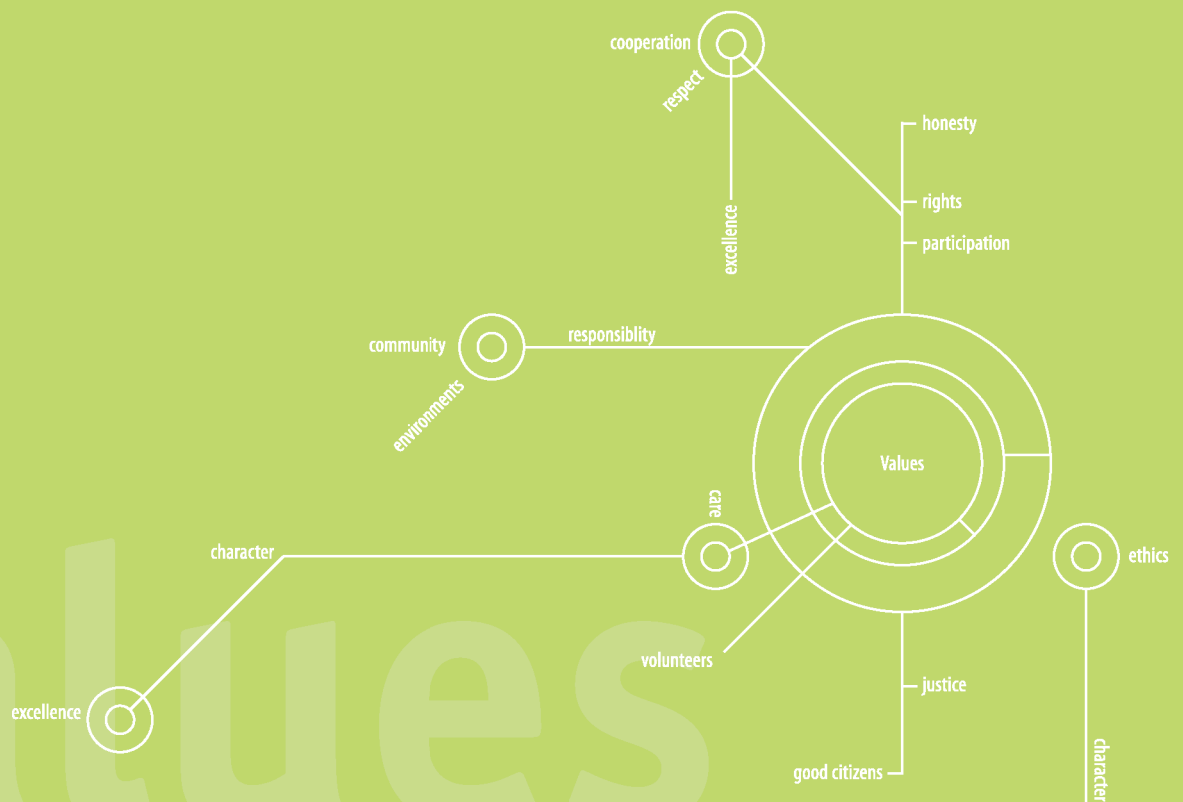 cooperation
respect
honesty
rights
excellence
participation
responsiblity
community
environments
Values
care
character
ethics
volunteers
justice
excellence
good citizens
character
alues